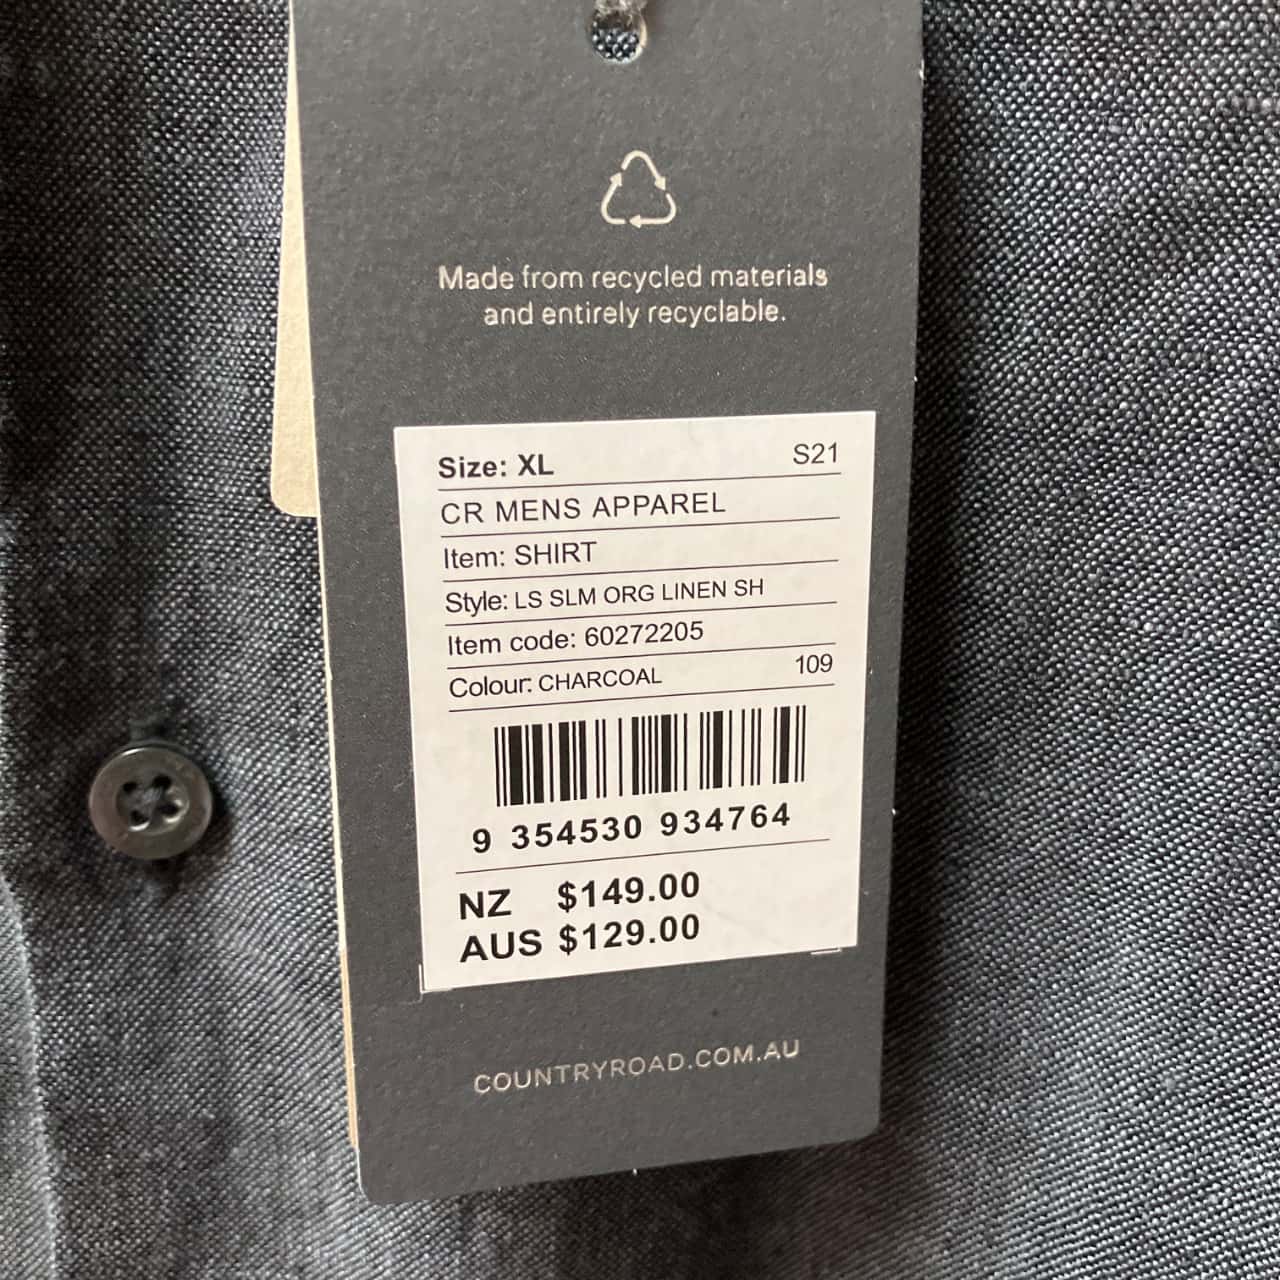 Made from recycled materials
and entirely recyclable.
Size: XL S21
CR MENS APPAREL
Item: SHIRT
Style: LS SLM ORG LINEN SH
Item code: 60272205
Colour: CHARCOAL 109
9 354530 934764
NZ $149.00
AUS $129.00
COUNTRYROAD.COM.AU